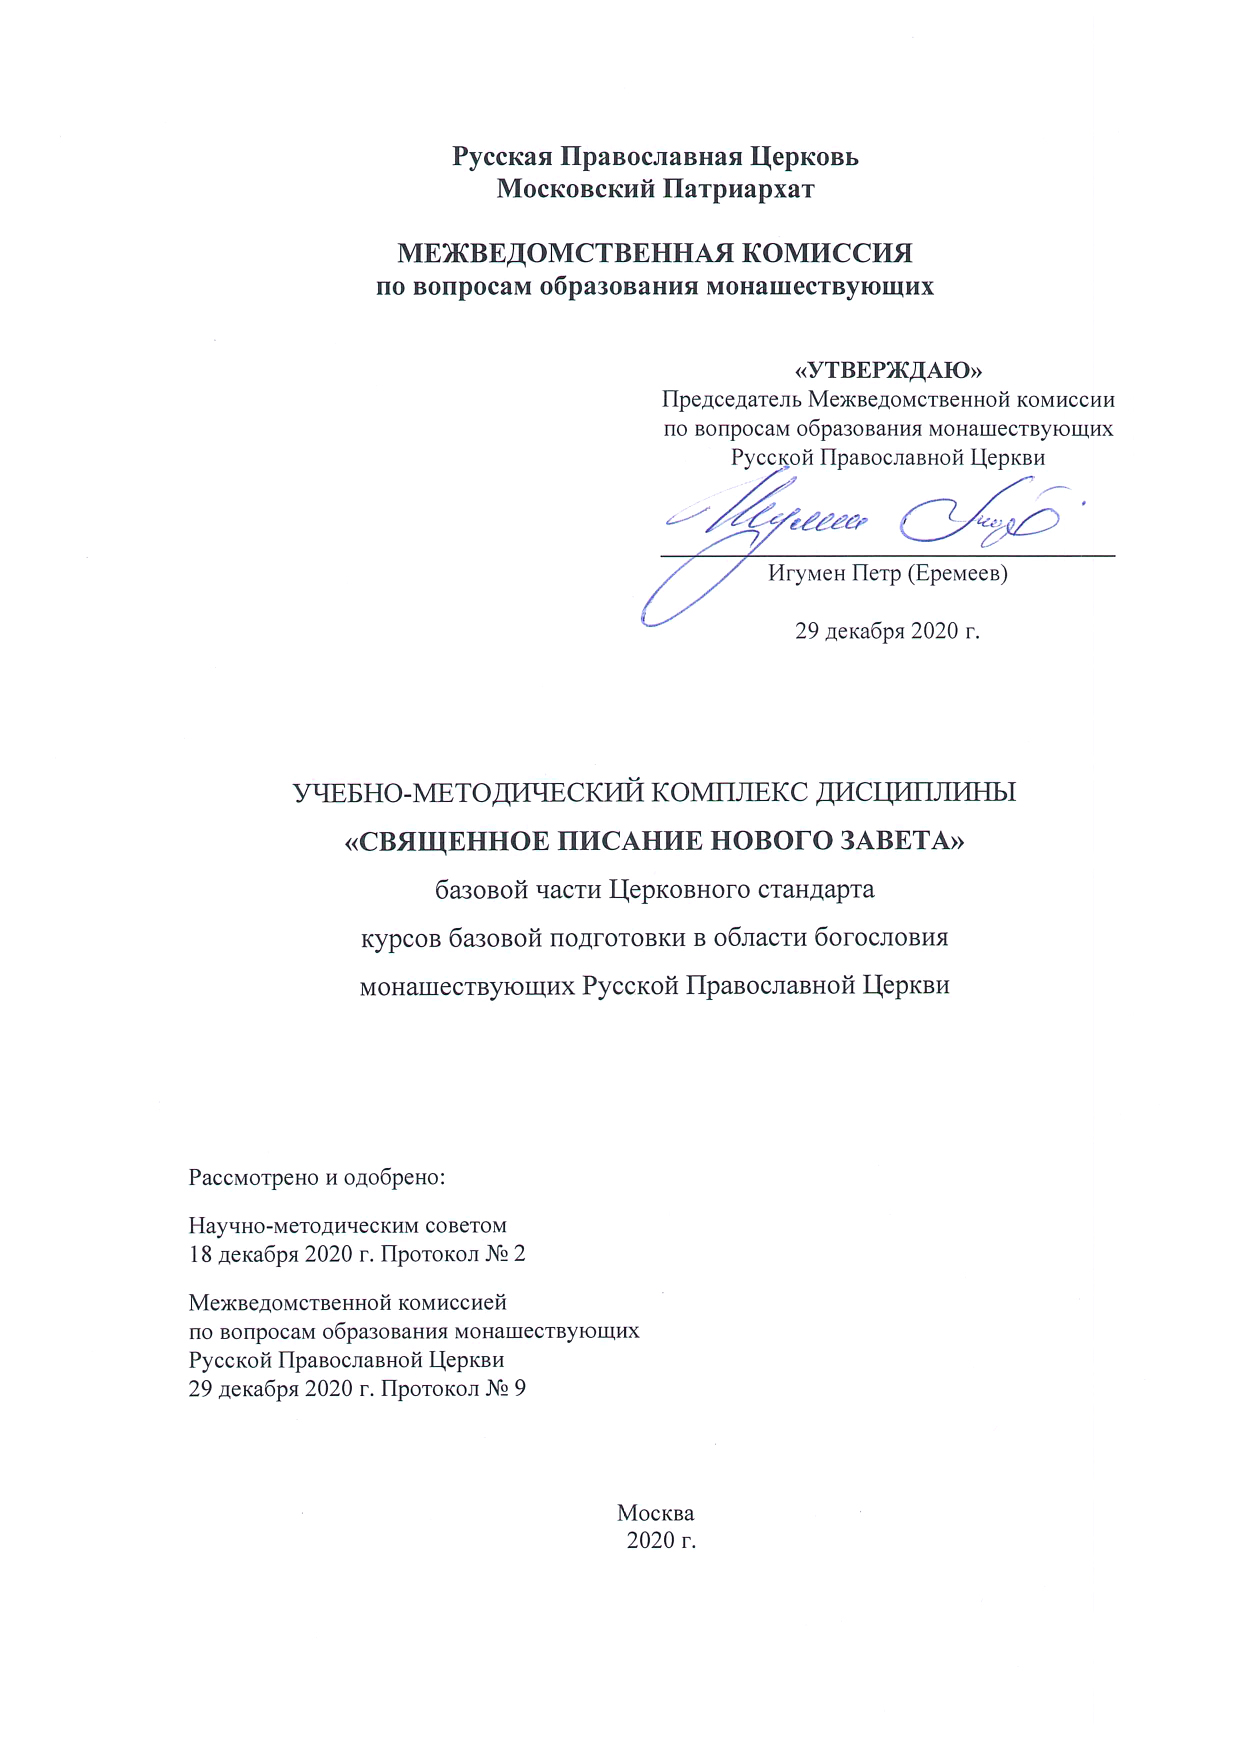 Русская Православная Церковь
Московский Патриархат
МЕЖВЕДОМСТВЕННАЯ КОМИССИЯ
по вопросам образования монашествующих
«УТВЕРЖДАЮ»
Председатель Межведомственной комиссии
по вопросам образования монашествующих
Русской Православной Церкви
Игумен Петр
Игумен Петр (Еремеев)
29 декабря 2020 г.
УЧЕБНО-МЕТОДИЧЕСКИЙ КОМПЛЕКС ДИСЦИПЛИНЫ
«СВЯЩЕННОЕ ПИСАНИЕ НОВОГО ЗАВЕТА»
базовой части Церковного стандарта
курсов базовой подготовки в области богословия
монашествующих Русской Православной Церкви
Рассмотрено и одобрено:
Научно-методическим советом
18 декабря 2020 г. Протокол № 2
Межведомственной комиссией
по вопросам образования монашествующих
Русской Православной Церкви
29 декабря 2020 г. Протокол № 9
Москва
2020 г.